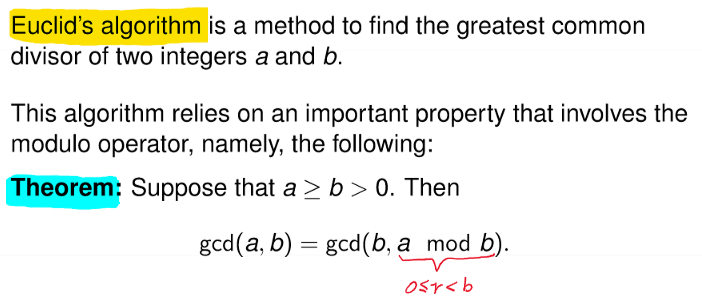 Euclid's algorithm is a method to find the greatest common
divisor of two integers a and b.
This algorithm relies on an important property that involves the
modulo operator, namely, the following:
Theorem: Suppose that a ≥ b > 0. Then
gcd(a, b) = gcd(b, a mod b).
0≤r<b